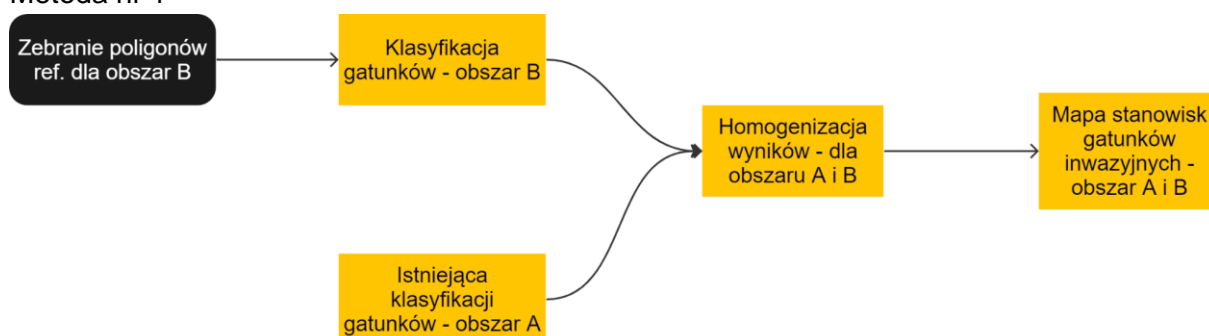 Zebranie poligonów
ref. dla obszar B
Klasyfikacja
gatunków - obszar B
Istniejąca
klasyfikacji
gatunków - obszar A
Homogenizacja
wyników - dla
obszaru A i B
Mapa stanowisk
gatunków
inwazyjnych -
obszar A i B